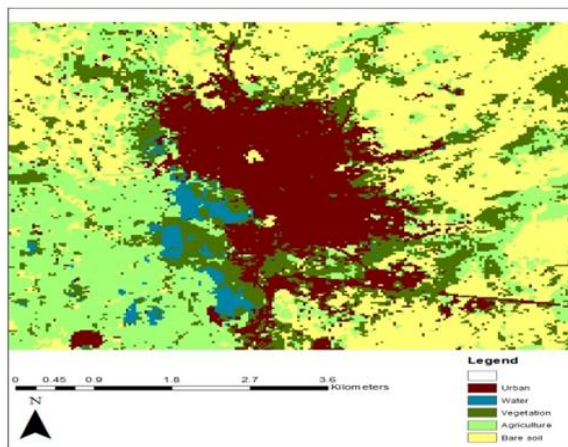 Legend
Urban
Water
Vegetation
Agriculture
Bare soil
0 0.45 0.9 1.8 2.7 3.6
Kilometers
N